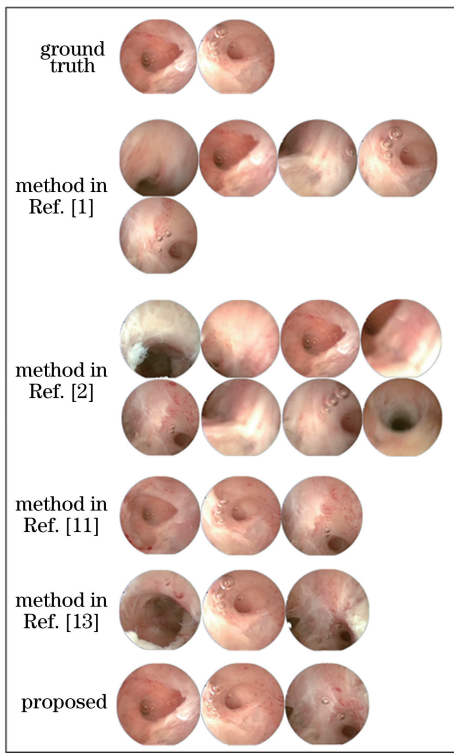 ground
truth
method in
Ref. [1]
method in
Ref. [2]
method in
Ref. [11]
method in
Ref. [13]
proposed